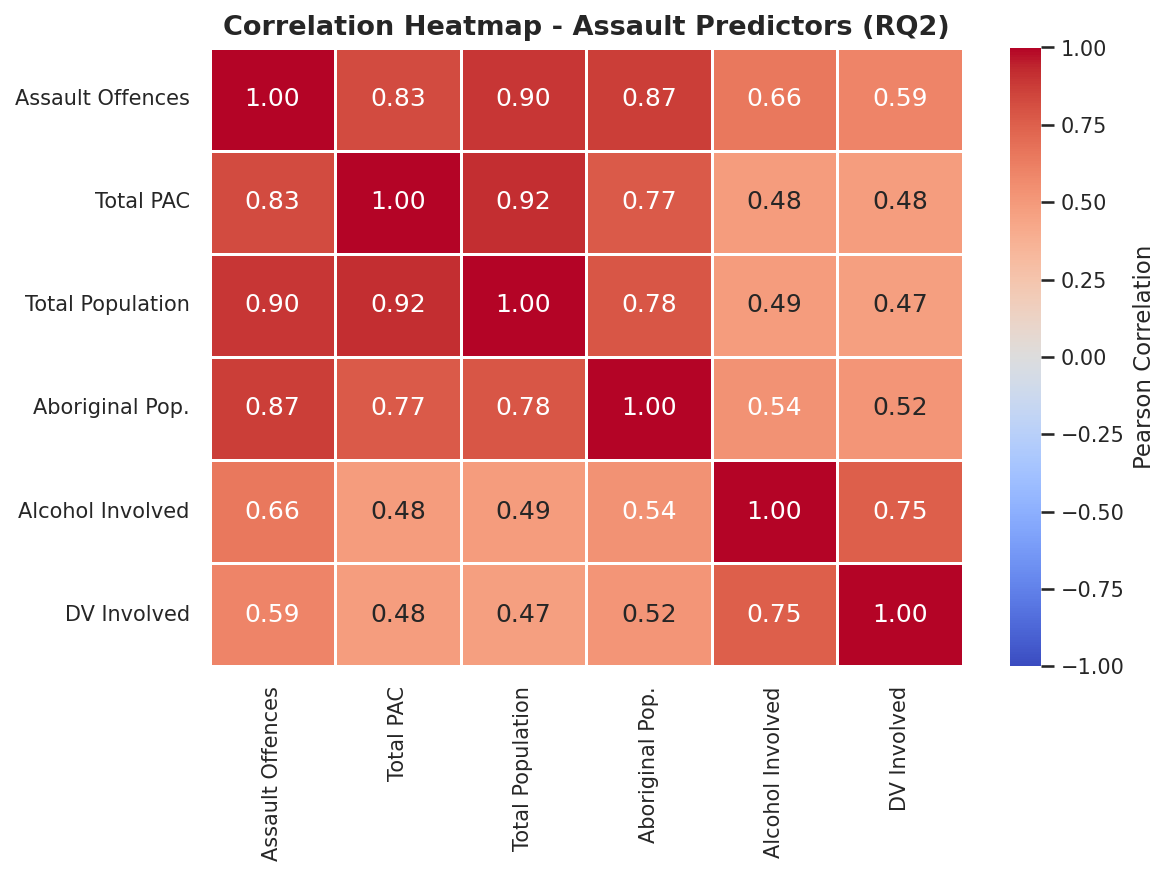 Correlation Heatmap - Assault Predictors (RQ2)
Assault Offences 1.00 0.83 0.90 0.87 0.66 0.59
Total PAC 0.83 1.00 0.92 0.77 0.48 0.48
Total Population 0.90 0.92 1.00 0.78 0.49 0.47
Aboriginal Pop. 0.87 0.77 0.78 1.00 0.54 0.52
Alcohol Involved 0.66 0.48 0.49 0.54 1.00 0.75
DV Involved 0.59 0.48 0.47 0.52 0.75 1.00
Assault Offences
Total PAC
Total Population
Aboriginal Pop.
Alcohol Involved
DV Involved
1.00
0.75
0.50
0.25
0.00
−0.25
−0.50
−0.75
−1.00
Pearson Correlation